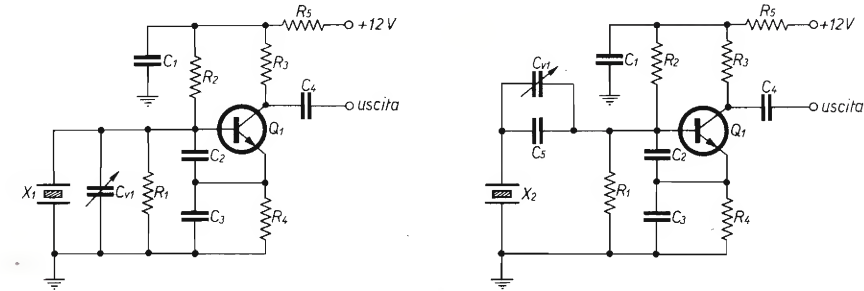 R5
+12V
C1
R2
R3
C4
uscita
Q1
C2
X1
Cv1
R1
C3
R4
R5
+12V
Cv1
C1
R2
R3
C4
uscita
Q1
C5
C2
X2
R1
C3
R4